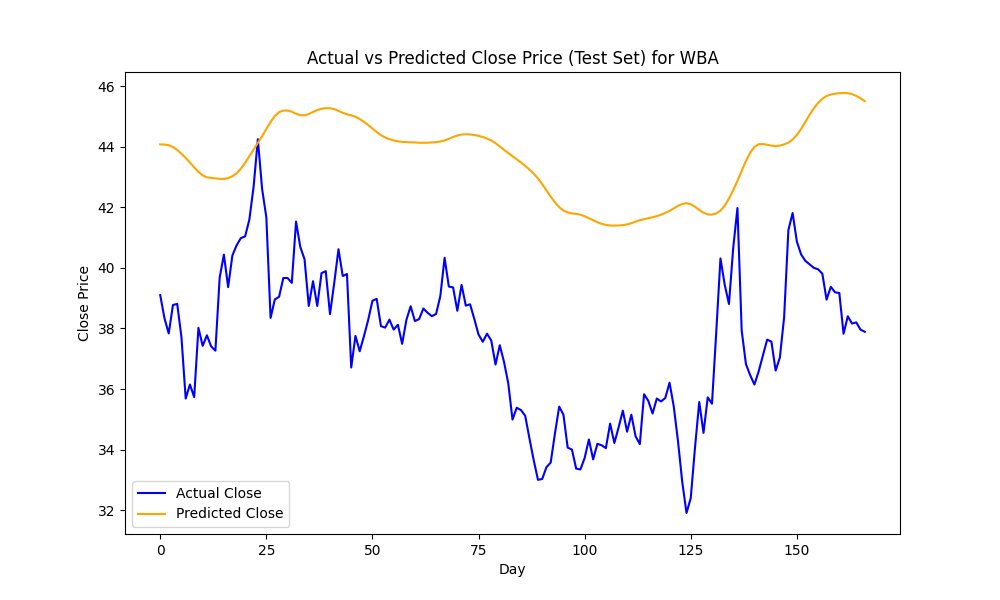 Actual vs Predicted Close Price (Test Set) for WBA
46
44
42
40
38
36
34
32
Close Price
Actual Close
Predicted Close
0 25 50 75 100 125 150
Day